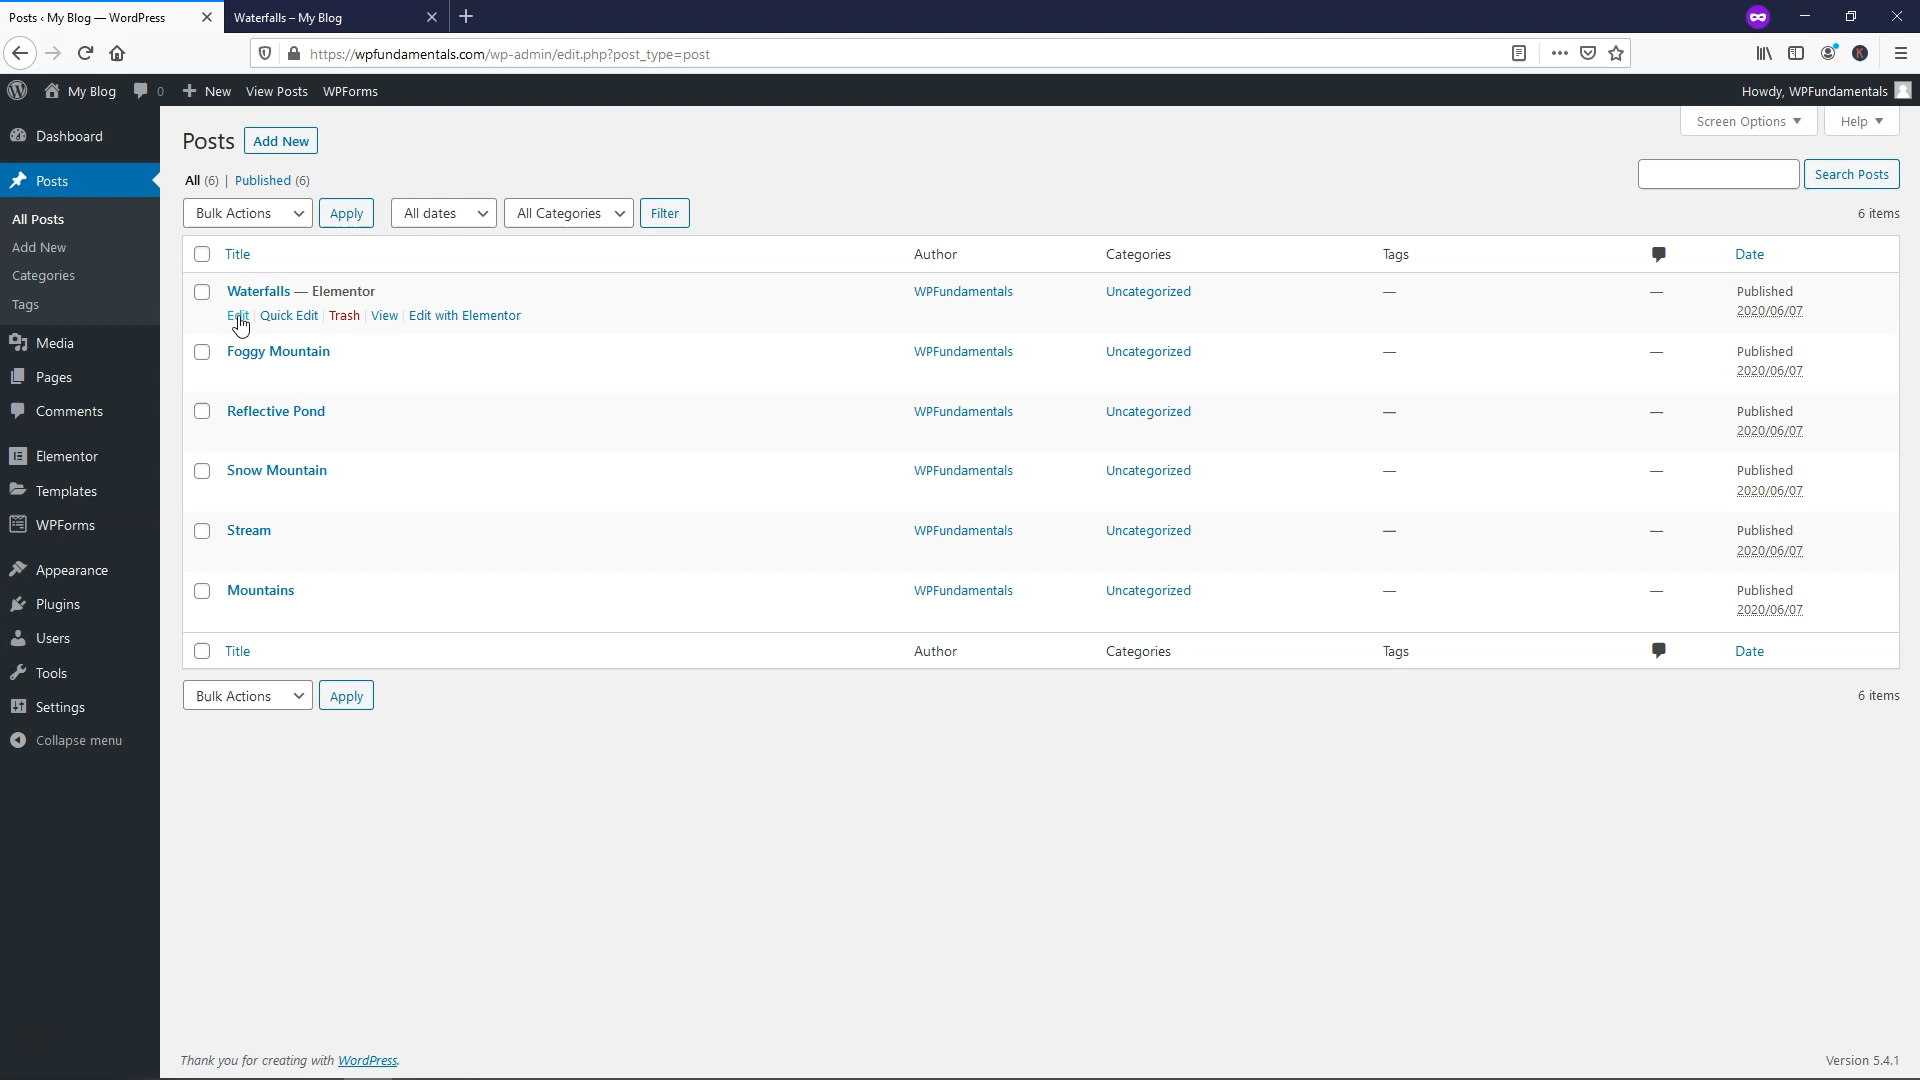 Posts ‹ My Blog — WordPress
Waterfalls – My Blog
https://wpfundamentals.com/wp-admin/edit.php?post_type=post
My Blog 0 New View Posts WPForms
Howdy, WPFundamentals
Dashboard
Posts
All Posts
Add New
Categories
Tags
Media
Pages
Comments
Elementor
Templates
WPForms
Appearance
Plugins
Users
Tools
Settings
Collapse menu
Screen Options Help
Posts Add New
All (6) | Published (6)
Search Posts
Bulk Actions Apply All dates All Categories Filter 6 items
Title Author Categories Tags Date
Waterfalls — Elementor WPFundamentals Uncategorized — — Published
2020/06/07
Edit | Quick Edit | Trash | View | Edit with Elementor
Foggy Mountain WPFundamentals Uncategorized — — Published
2020/06/07
Reflective Pond WPFundamentals Uncategorized — — Published
2020/06/07
Snow Mountain WPFundamentals Uncategorized — — Published
2020/06/07
Stream WPFundamentals Uncategorized — — Published
2020/06/07
Mountains WPFundamentals Uncategorized — — Published
2020/06/07
Title Author Categories Tags Date
Bulk Actions Apply 6 items
Thank you for creating with WordPress.
Version 5.4.1